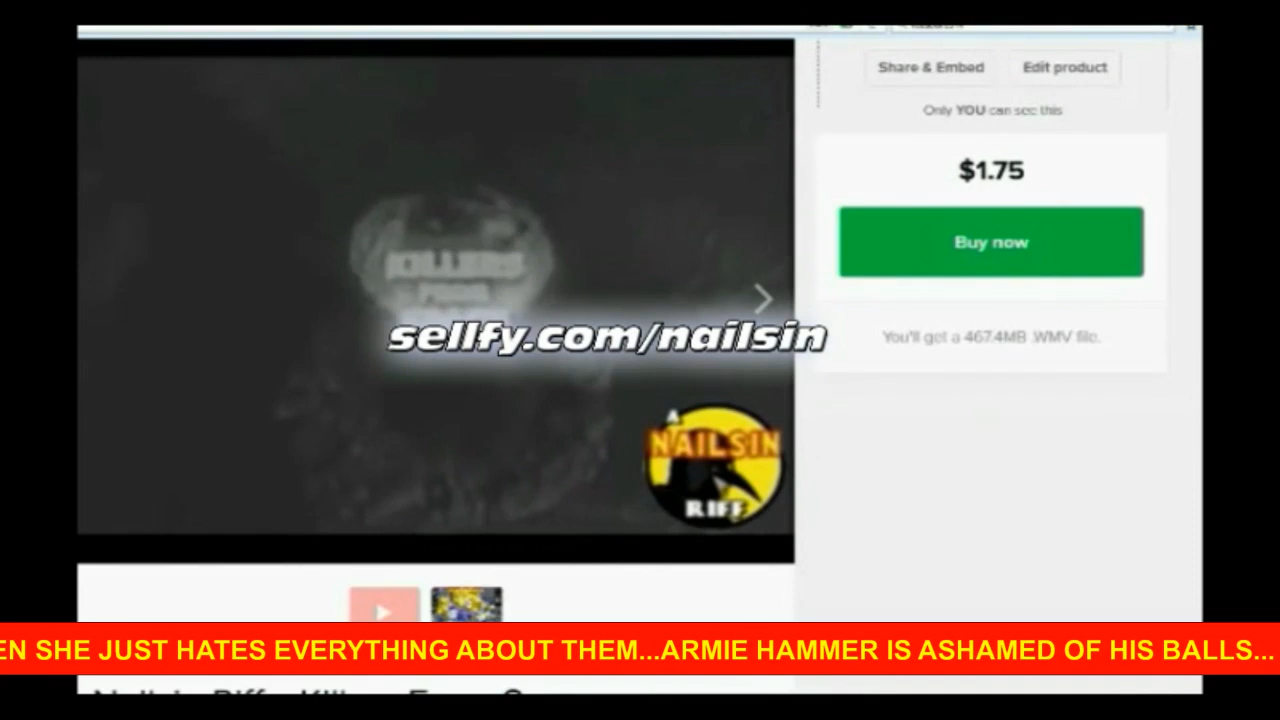 Share & Embed Edit product
Only YOU can see this
$1.75
Buy now
KILLERS
FROM
sellfy.com/nailsin
You'll get a 467.4MB .WMV file.
A
NAILSIN
RIFF
EN SHE JUST HATES EVERYTHING ABOUT THEM...ARMIE HAMMER IS ASHAMED OF HIS BALLS...